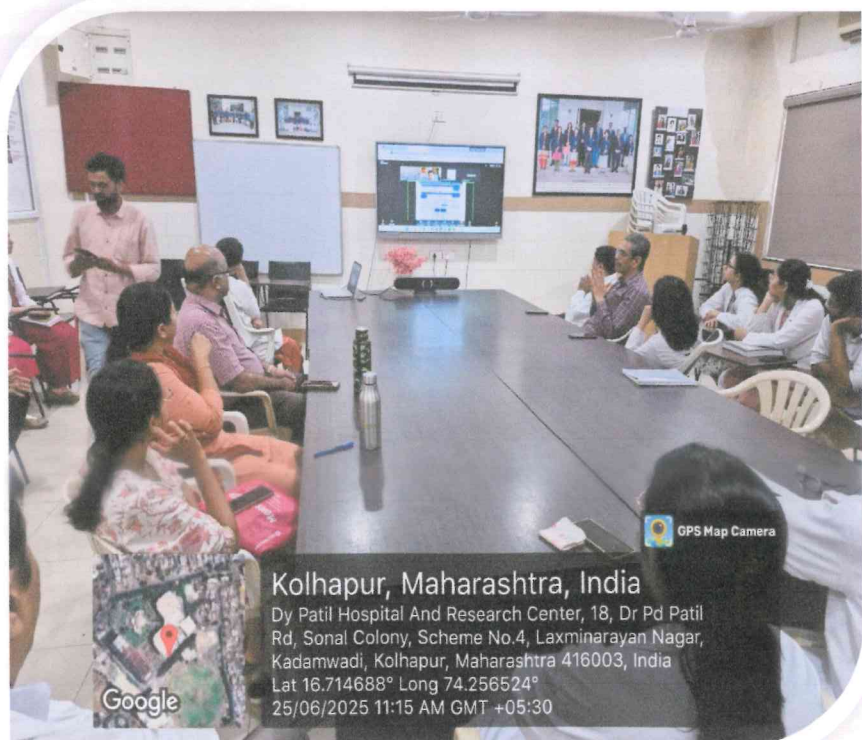 GPS Map Camera
Kolhapur, Maharashtra, India
Dy Patil Hospital And Research Center, 18, Dr Pd Patil
Rd, Sonal Colony, Scheme No.4, Laxminarayan Nagar,
Kadamwadi, Kolhapur, Maharashtra 416003, India
Lat 16.714688° Long 74.256524°
25/06/2025 11:15 AM GMT +05:30
Google